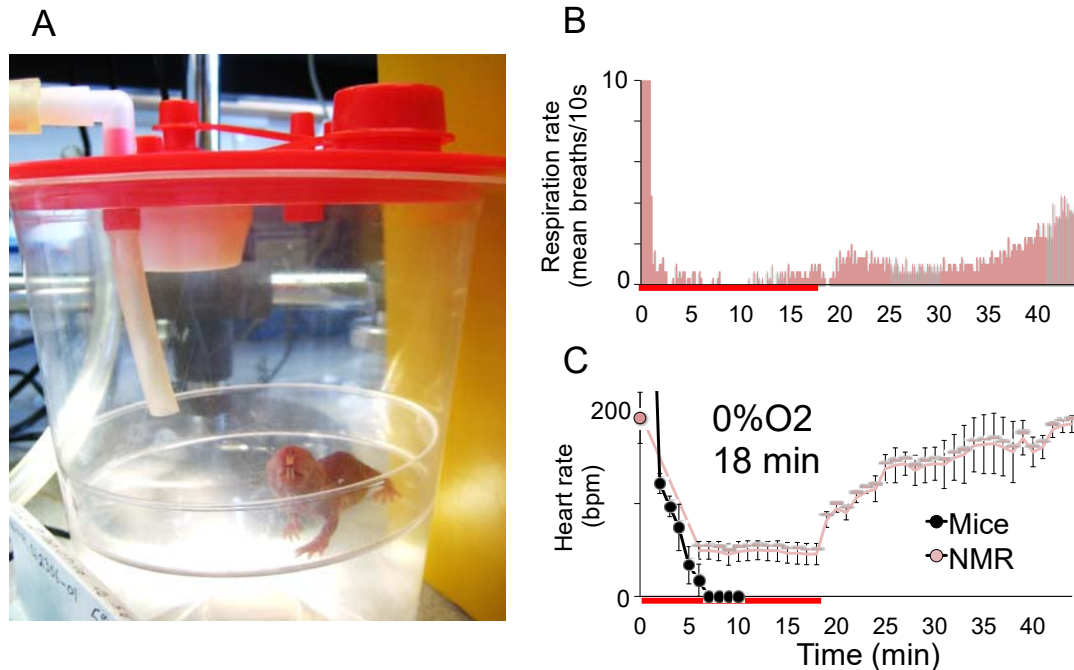 A
B
Respiration rate
(mean breaths/10s
10
0
0 5 10 15 20 25 30 35 40
C
Heart rate
(bpm)
200
0
0%O2
18 min
Mice
NMR
0 5 10 15 20 25 30 35 40
Time (min)